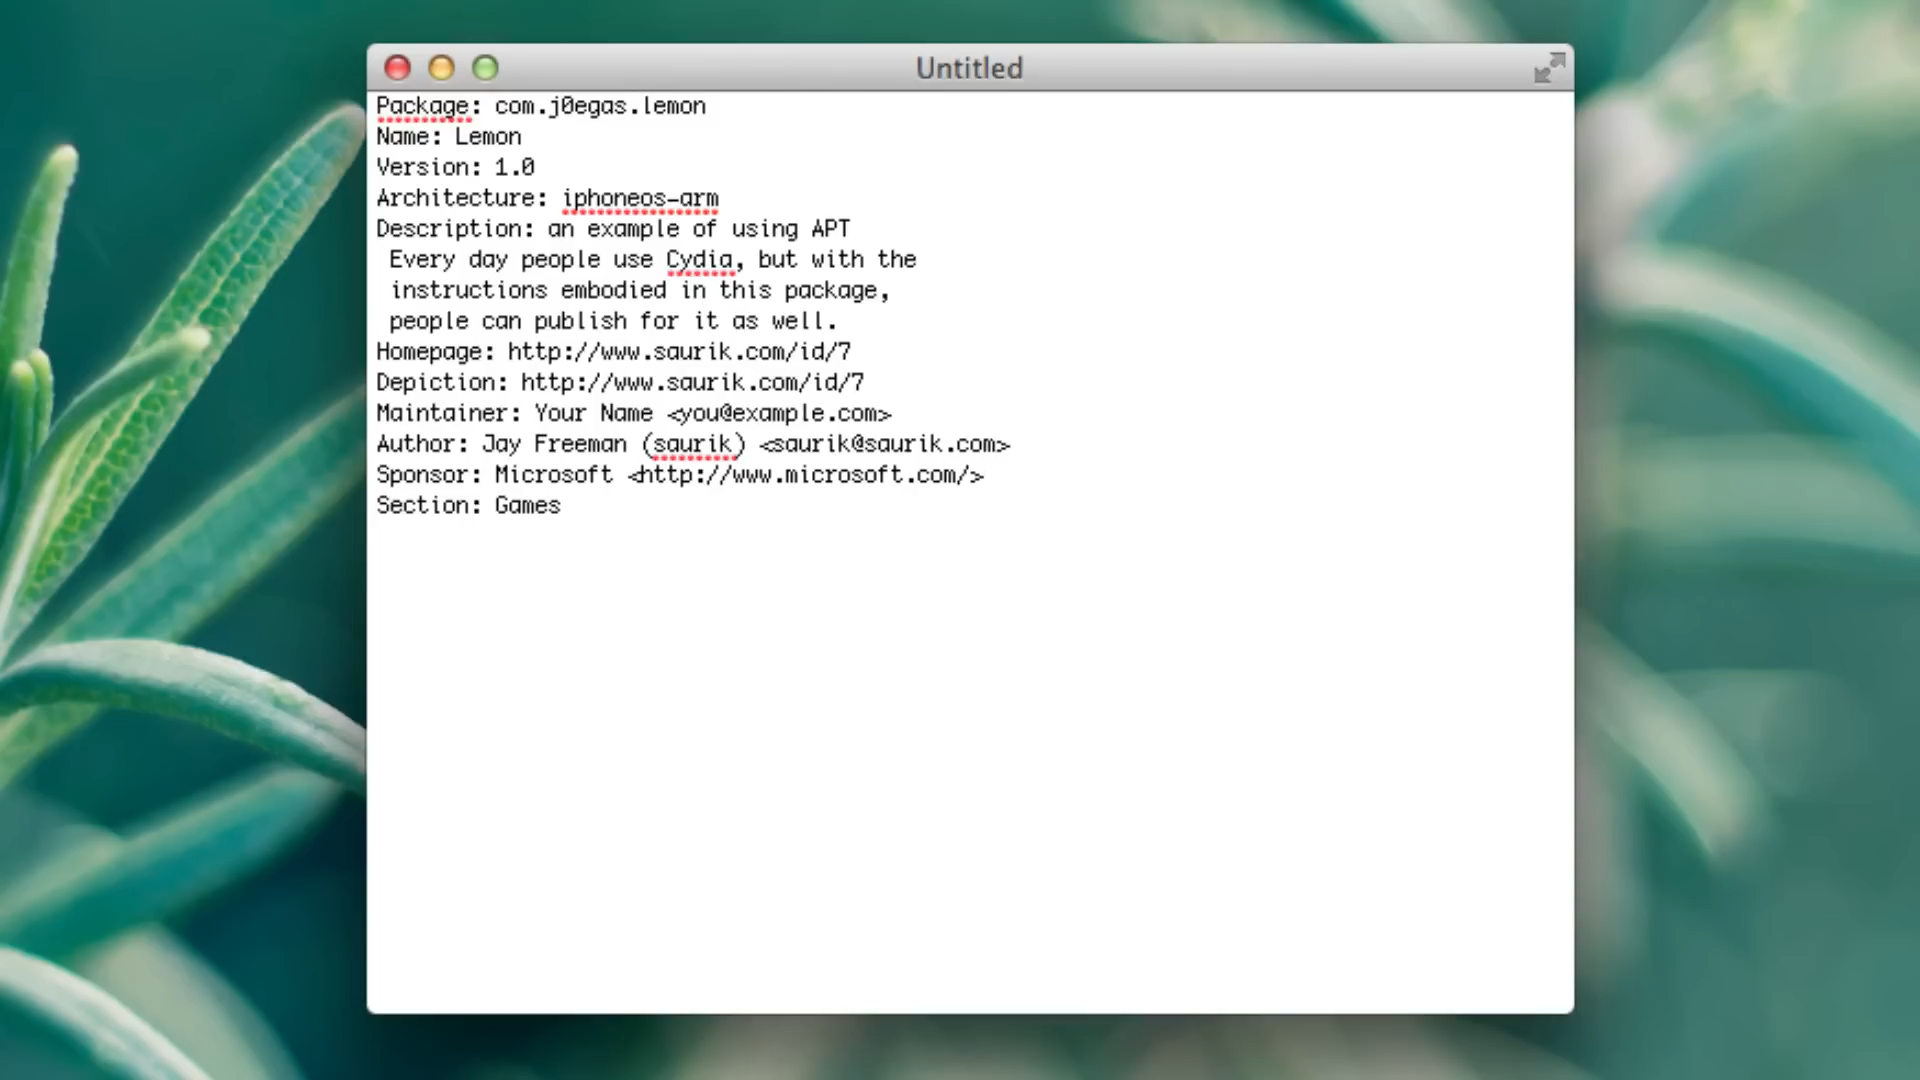 Untitled
Package: com.j0egas.lemon
Name: Lemon
Version: 1.0
Architecture: iphoneos-arm
Description: an example of using APT
 Every day people use Cydia, but with the
 instructions embodied in this package,
 people can publish for it as well.
Homepage: http://www.saurik.com/id/7
Depiction: http://www.saurik.com/id/7
Maintainer: Your Name <you@example.com>
Author: Jay Freeman (saurik) <saurik@saurik.com>
Sponsor: Microsoft <http://www.microsoft.com/>
Section: Games